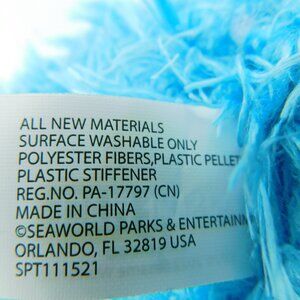 ALL NEW MATERIALS
SURFACE WASHABLE ONLY
POLYESTER FIBERS,PLASTIC PELLET
PLASTIC STIFFENER
REG.NO. PA-17797 (CN)
MADE IN CHINA
©SEAWORLD PARKS & ENTERTAINM
ORLANDO, FL 32819 USA
SPT111521